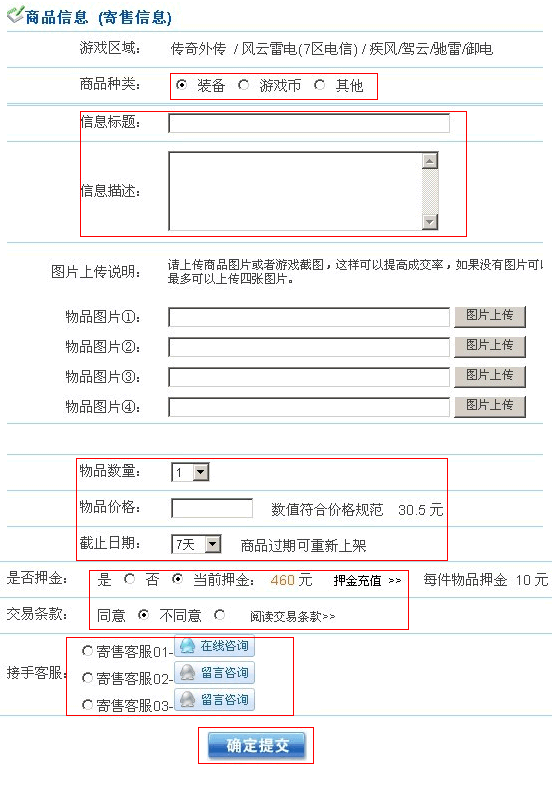 商品信息 (寄售信息)
游戏区域: 传奇外传 / 风云雷电(7区电信) / 疾风/驾云/驰雷/御电
商品种类: 装备 游戏币 其他
信息标题:
信息描述:
图片上传说明: 请上传商品图片或者游戏截图，这样可以提高成交率，如果没有图片可以
最多可以上传四张图片。
物品图片①: 图片上传
物品图片②: 图片上传
物品图片③: 图片上传
物品图片④: 图片上传
物品数量: 1
物品价格: 数值符合价格规范 30.5 元
截止日期: 7天 商品过期可重新上架
是否押金: 是 否 当前押金: 460 元 押金充值 >> 每件物品押金 10 元
交易条款: 同意 不同意 阅读交易条款>>
接手客服:
寄售客服01- 在线咨询
寄售客服02- 留言咨询
寄售客服03- 留言咨询
确定提交